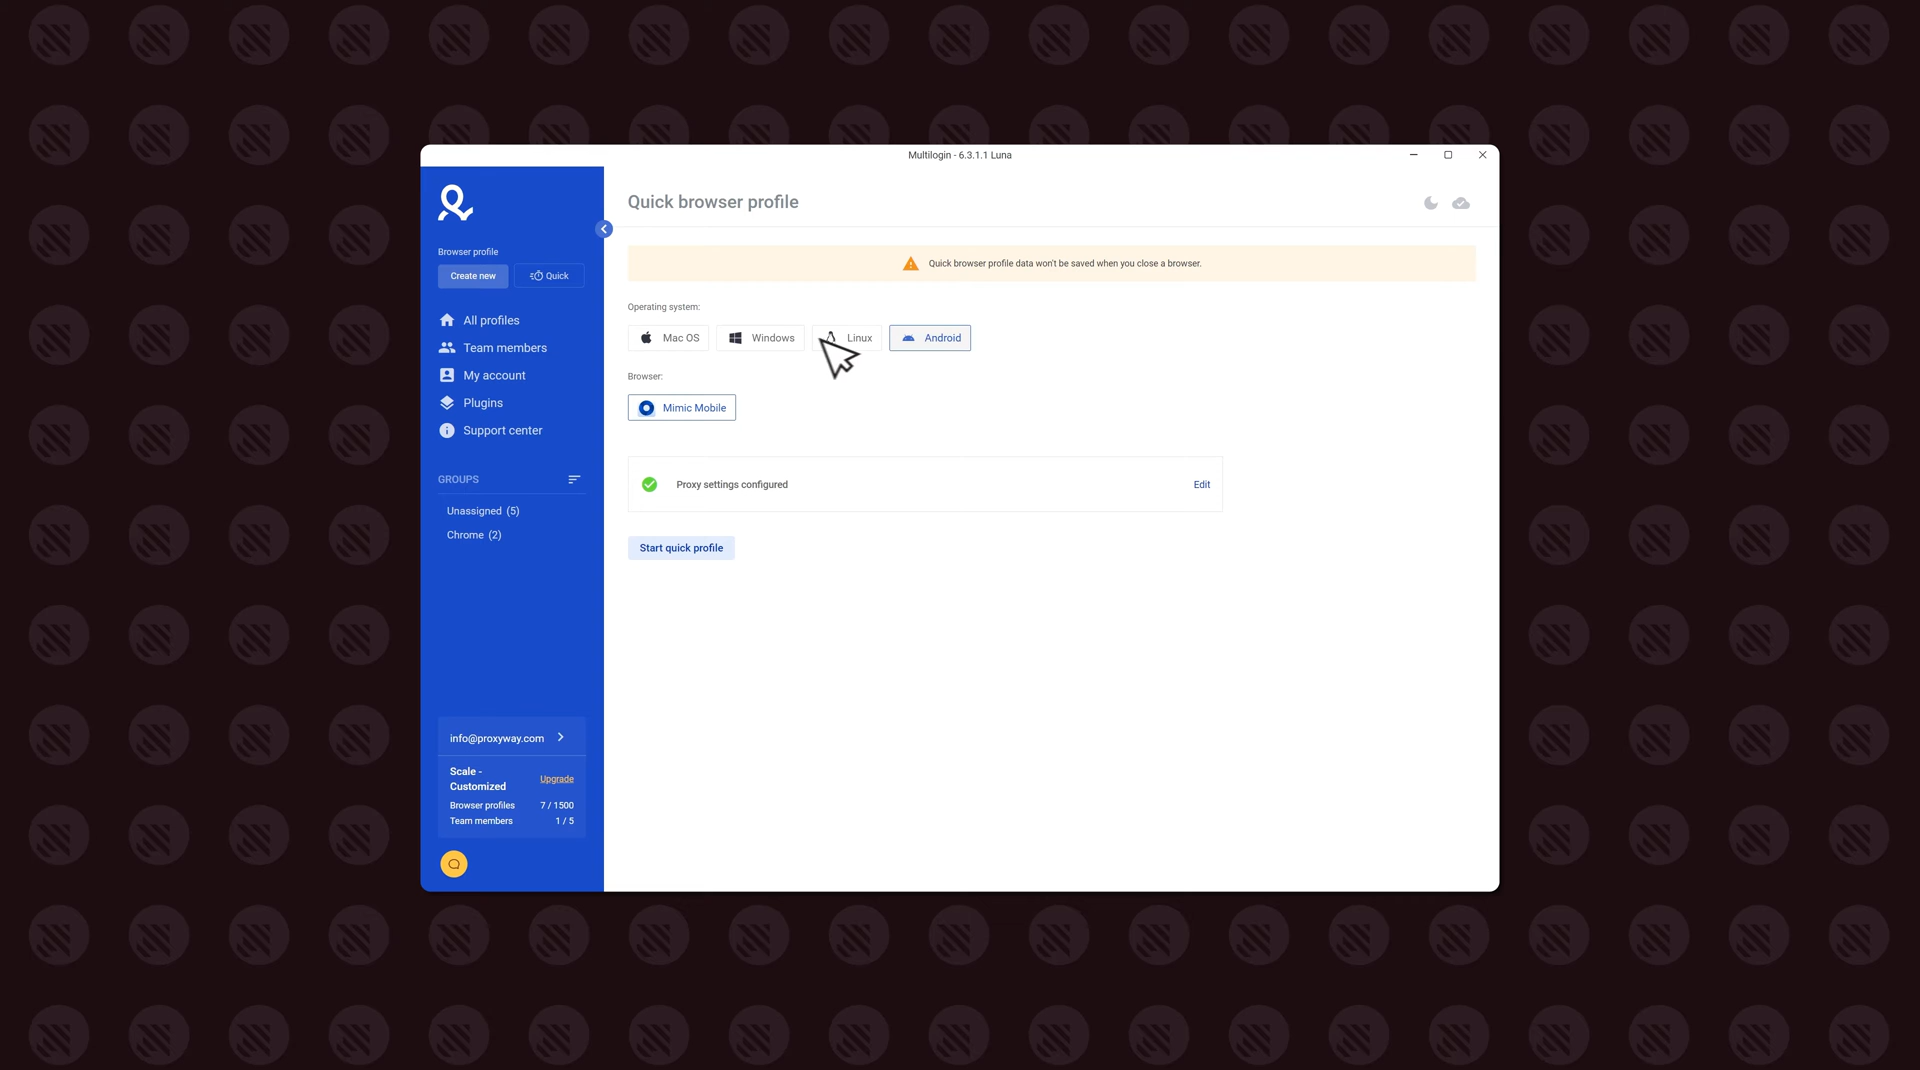 Multilogin - 6.3.1.1 Luna
Browser profile
Create new
Quick
All profiles
Team members
My account
Plugins
Support center
GROUPS
Unassigned (5)
Chrome (2)
info@proxyway.com
Scale -
Customized
Upgrade
Browser profiles 7 / 1500
Team members 1 / 5
Quick browser profile
Quick browser profile data won't be saved when you close a browser.
Operating system:
Mac OS
Windows
Linux
Android
Browser:
Mimic Mobile
Proxy settings configured
Edit
Start quick profile